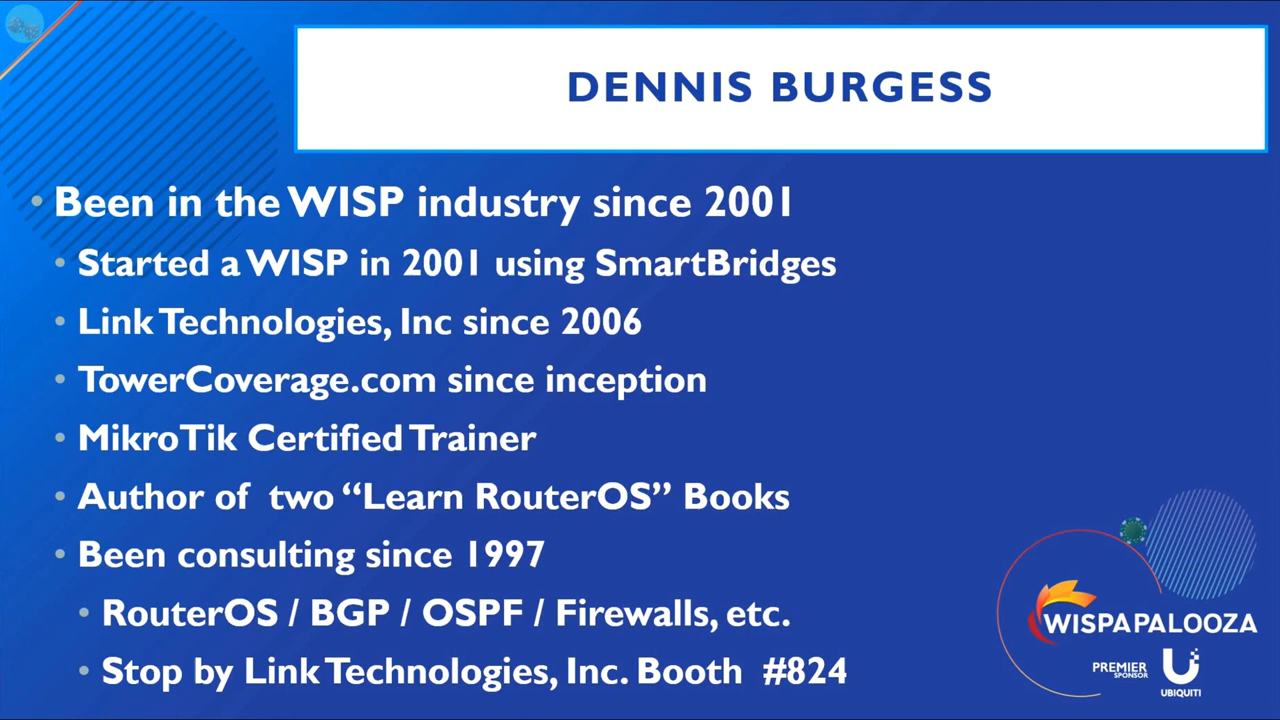 DENNIS BURGESS
• Been in the WISP industry since 2001
• Started a WISP in 2001 using SmartBridges
• Link Technologies, Inc since 2006
• TowerCoverage.com since inception
• MikroTik Certified Trainer
• Author of  two “Learn RouterOS” Books
• Been consulting since 1997
• RouterOS / BGP / OSPF / Firewalls, etc.
• Stop by Link Technologies, Inc. Booth  #824
WISPAPALOOZA
PREMIER
SPONSOR
UBIQUITI